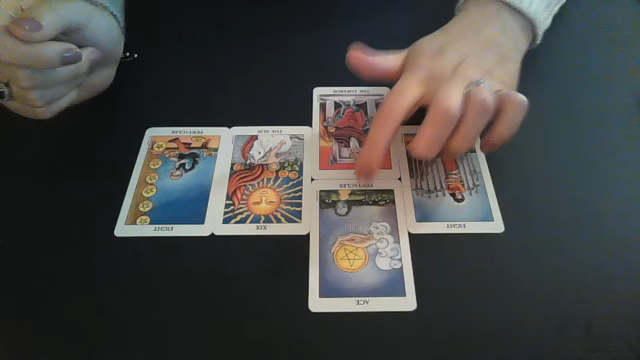 THE EMPEROR
PENTACLES
THE SUN
PENTACLES
EIGHT
XIX
EIGHT
ACE